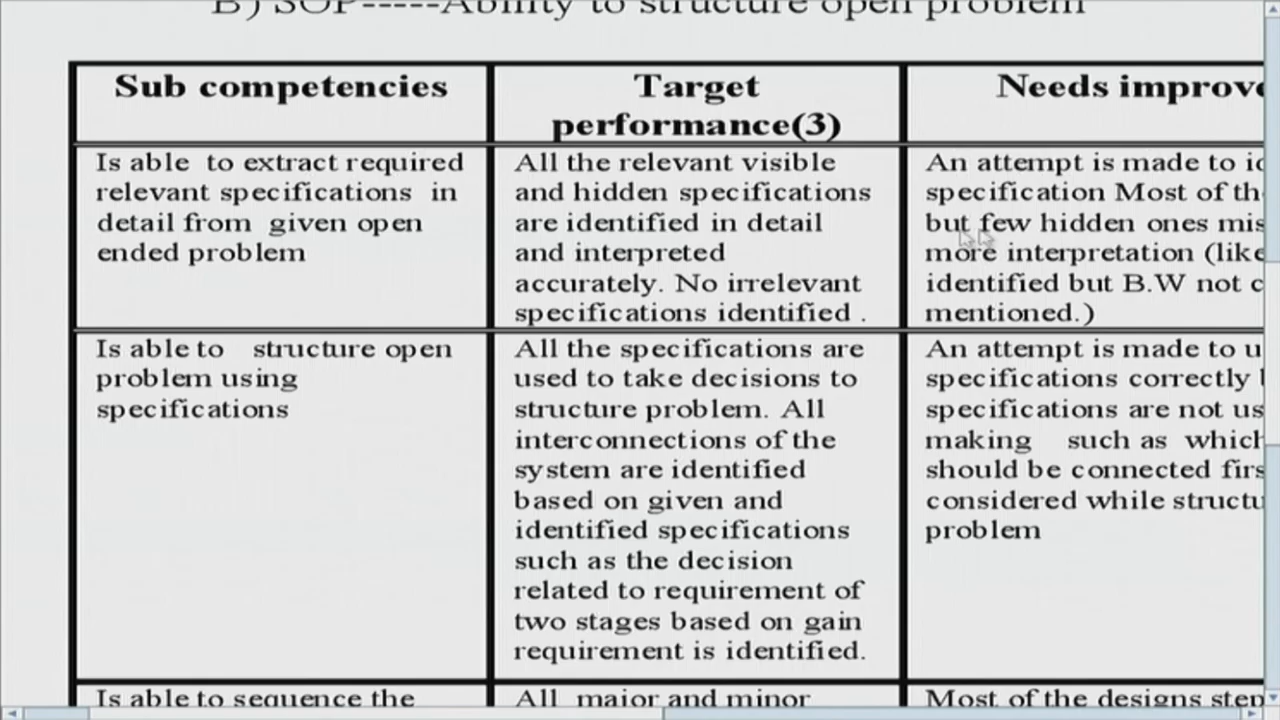 B) SOP-----Ability to structure open problem
Sub competencies
Target
performance(3)
Needs improve
Is able to extract required
relevant specifications in
detail from given open
ended problem
All the relevant visible
and hidden specifications
are identified in detail
and interpreted
accurately. No irrelevant
specifications identified .
An attempt is made to
specification Most of
but few hidden ones
more interpretation (like
identified but B.W not
mentioned.)
Is able to structure open
problem using
specifications
All the specifications are
used to take decisions to
structure problem. All
interconnections of the
system are identified
based on given and
identified specifications
such as the decision
related to requirement of
two stages based on gain
requirement is identified.
An attempt is made to
specifications correctly
specifications are not
making such as which
should be connected
considered while
problem
Is able to sequence the
All major and minor
Most of the designs step